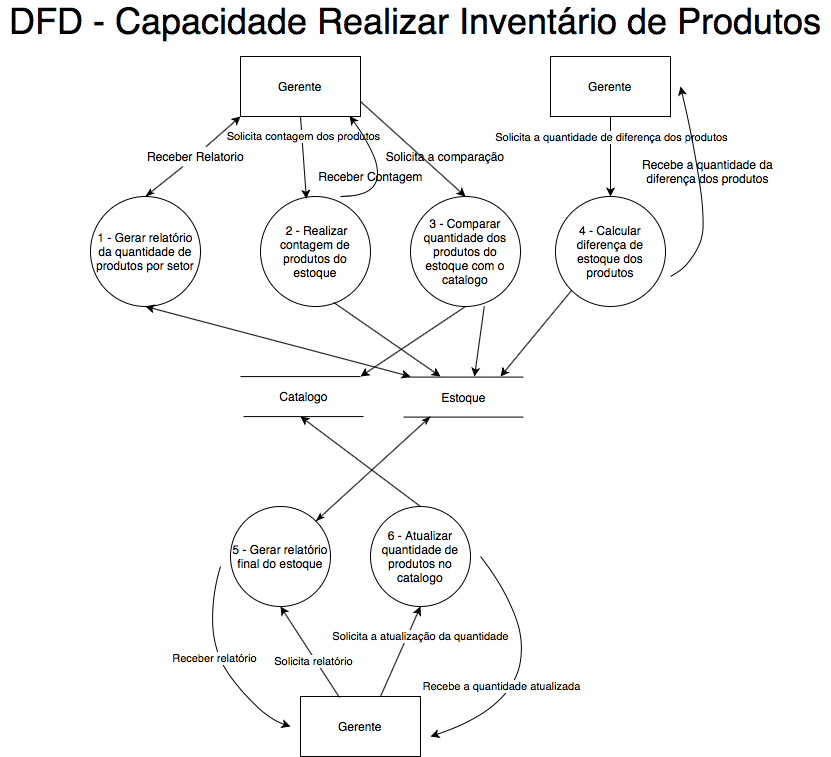 DFD - Capacidade Realizar Inventário de Produtos
Gerente
Gerente
Solicita contagem dos produtos
Solicita a quantidade de diferença dos produtos
Receber Relatorio
Solicita a comparação
Receber Contagem
Recebe a quantidade da
diferença dos produtos
1 - Gerar relatório
da quantidade de
produtos por setor
2 - Realizar
contagem de
produtos do
estoque
3 - Comparar
quantidade dos
produtos do
estoque com o
catalogo
4 - Calcular
diferença de
estoque dos
produtos
Catalogo
Estoque
5 - Gerar relatório
final do estoque
6 - Atualizar
quantidade de
produtos no
catalogo
Solicita a atualização da quantidade
Receber relatório
Solicita relatório
Recebe a quantidade atualizada
Gerente